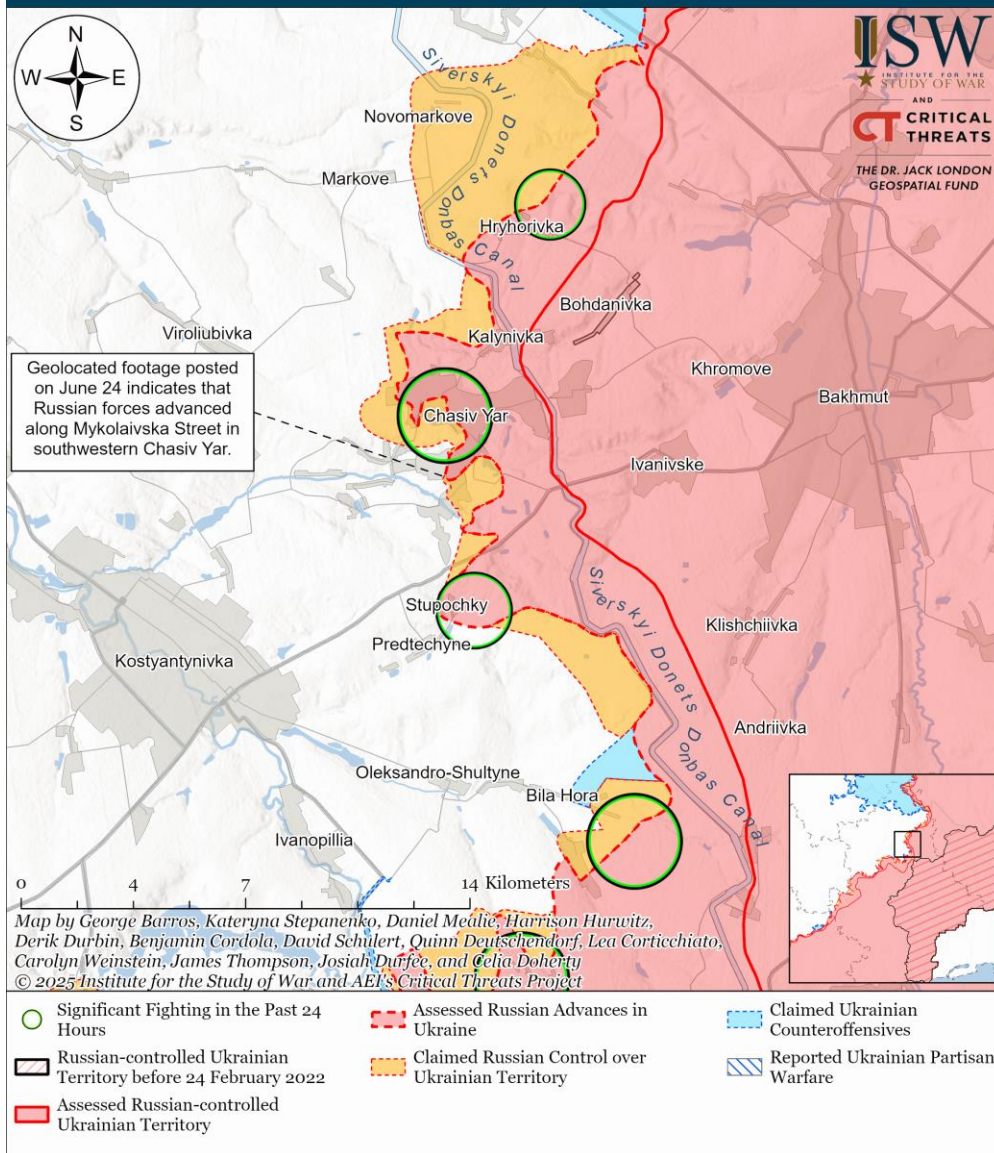 N
W E
S
ISW
INSTITUTE FOR THE
STUDY OF WAR
AND
CT CRITICAL
THREATS
THE DR. JACK LONDON
GEOSPATIAL FUND
Siverskyi Donets Donbas Canal
Novomarkove
Markove
Hryhorivka
Bohdanivka
Viroliubivka
Kalynivka
Khromove
Bakhmut
Geolocated footage posted
on June 24 indicates that
Russian forces advanced
along Mykolaivska Street in
southwestern Chasiv Yar.
Chasiv Yar
Ivanivske
Siverskyi Donets Donbas Canal
Stupochky
Klishchiivka
Predtechyne
Kostyantynivka
Andriivka
Oleksandro-Shultyne
Bila Hora
Ivanopillia
0 4 7 14 Kilometers
Map by George Barros, Kateryna Stepanenko, Daniel Mealie, Harrison Hurwitz,
Derik Durbin, Benjamin Cordola, David Schulert, Quinn Deutschendorf, Lea Corticchiato,
Carolyn Weinstein, James Thompson, Josiah Durfee, and Celia Doherty
© 2025 Institute for the Study of War and AEI's Critical Threats Project
Significant Fighting in the Past 24
Hours
Russian-controlled Ukrainian
Territory before 24 February 2022
Assessed Russian-controlled
Ukrainian Territory
Assessed Russian Advances in
Ukraine
Claimed Russian Control over
Ukrainian Territory
Claimed Ukrainian
Counteroffensives
Reported Ukrainian Partisan
Warfare